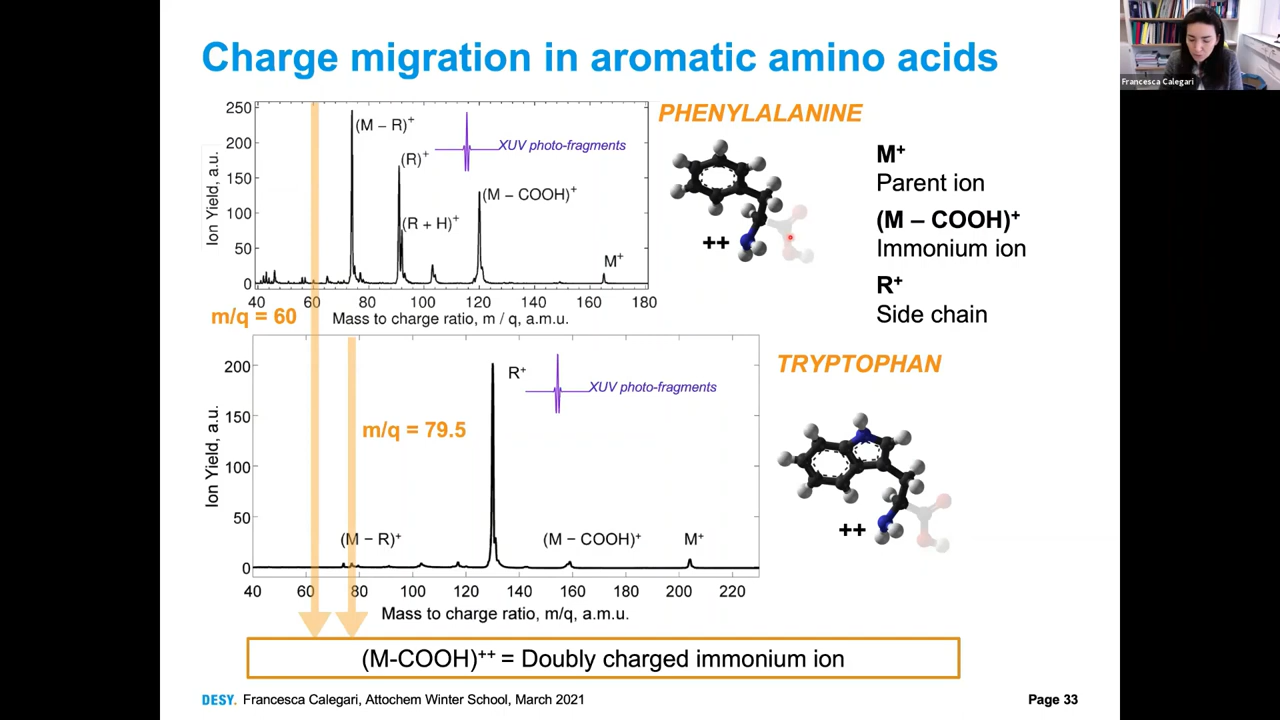 Charge migration in aromatic amino acids
Francesca Calegari
250
200
150
100
50
0
Ion Yield, a.u.
(M – R)⁺
(R)⁺
(R + H)⁺
XUV photo-fragments
(M – COOH)⁺
M⁺
40 60 80 100 120 140 160 180
m/q = 60
Mass to charge ratio, m / q, a.m.u.
PHENYLALANINE
++
M⁺
Parent ion
(M – COOH)⁺
Immonium ion
R⁺
Side chain
200
150
100
50
0
Ion Yield, a.u.
R⁺
XUV photo-fragments
m/q = 79.5
(M – R)⁺
(M – COOH)⁺
M⁺
40 60 80 100 120 140 160 180 200 220
Mass to charge ratio, m/q, a.m.u.
TRYPTOPHAN
++
(M-COOH)⁺⁺ = Doubly charged immonium ion
DESY. Francesca Calegari, Attochem Winter School, March 2021
Page 33